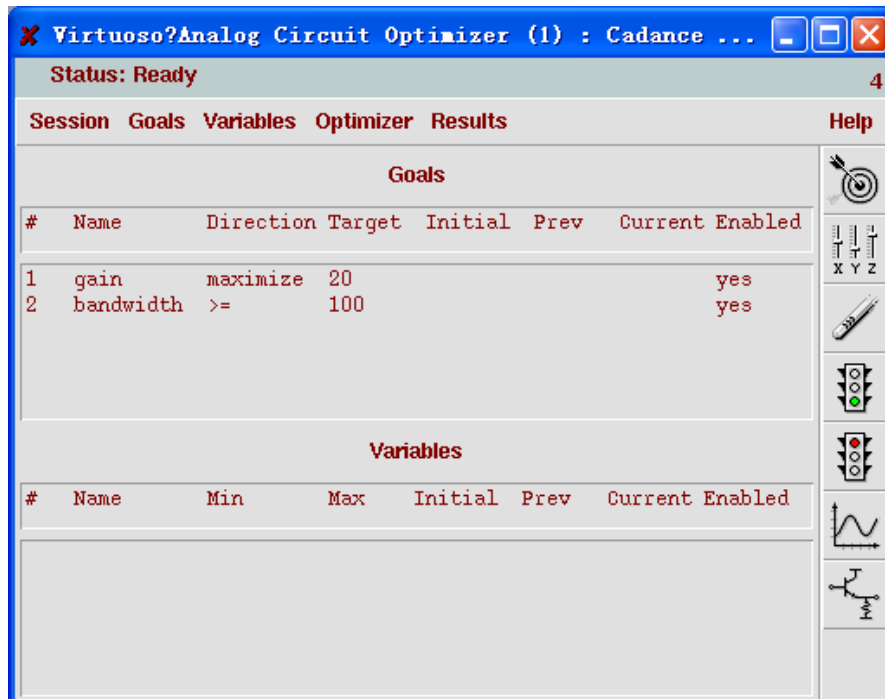 Virtuoso?Analog Circuit Optimizer (1) : Cadance ...
Status: Ready 4
Session Goals Variables Optimizer Results Help
Goals
# Name Direction Target Initial Prev Current Enabled
1 gain maximize 20 yes
2 bandwidth >= 100 yes
X Y Z
Variables
# Name Min Max Initial Prev Current Enabled